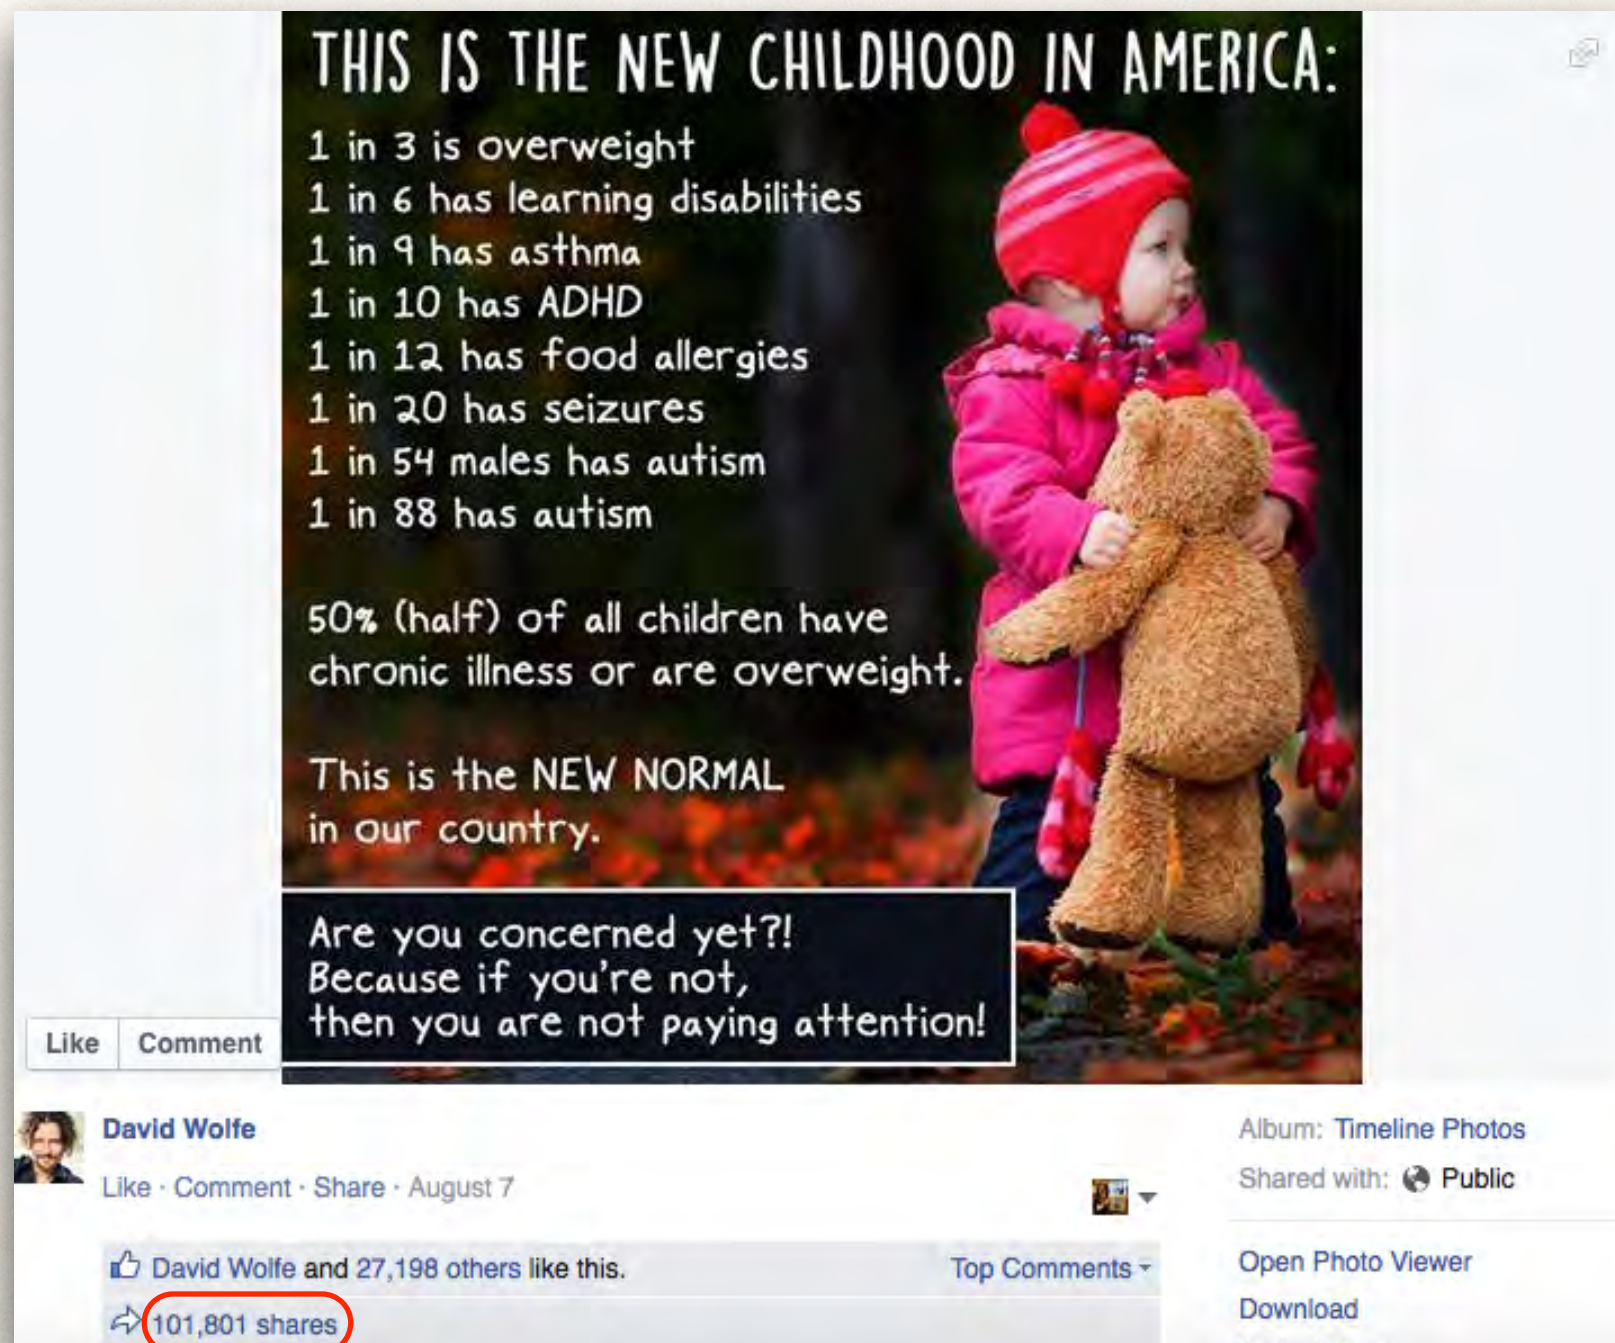 THIS IS THE NEW CHILDHOOD IN AMERICA:
1 in 3 is overweight
1 in 6 has learning disabilities
1 in 9 has asthma
1 in 10 has ADHD
1 in 12 has food allergies
1 in 20 has seizures
1 in 54 males has autism
1 in 88 has autism
50% (half) of all children have
chronic illness or are overweight.
This is the NEW NORMAL
in our country.
Are you concerned yet?!
Because if you're not,
then you are not paying attention!
Like Comment
David Wolfe
Like · Comment · Share · August 7
David Wolfe and 27,198 others like this.
Top Comments
101,801 shares
Album: Timeline Photos
Shared with: Public
Open Photo Viewer
Download